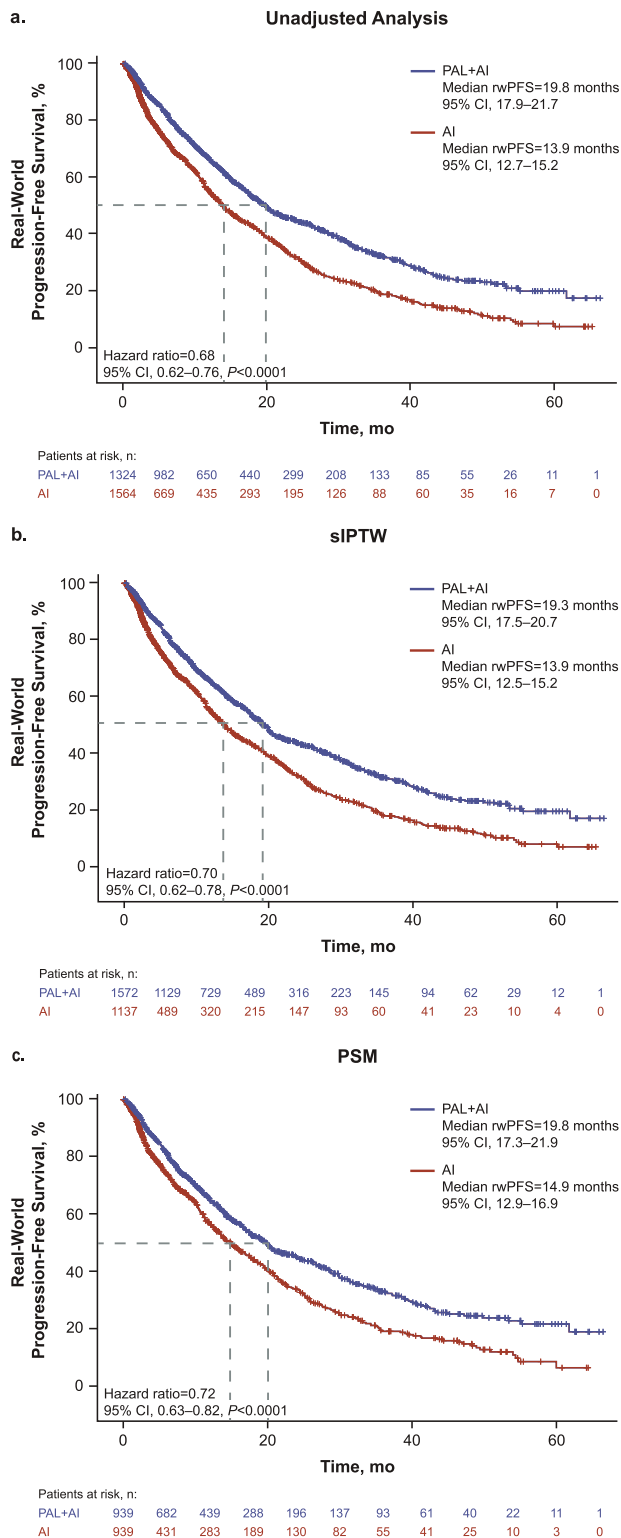 a.
Unadjusted Analysis
Real-World
Progression-Free Survival, %
100
80
60
40
20
0
PAL+AI
Median rwPFS=19.8 months
95% CI, 17.9–21.7
AI
Median rwPFS=13.9 months
95% CI, 12.7–15.2
Hazard ratio=0.68
95% CI, 0.62–0.76, P<0.0001
0 20 40 60
Time, mo
Patients at risk, n:
PAL+AI 1324 982 650 440 299 208 133 85 55 26 11 1
AI 1564 669 435 293 195 126 88 60 35 16 7 0
b.
sIPTW
Real-World
Progression-Free Survival, %
100
80
60
40
20
0
PAL+AI
Median rwPFS=19.3 months
95% CI, 17.5–20.7
AI
Median rwPFS=13.9 months
95% CI, 12.5–15.2
Hazard ratio=0.70
95% CI, 0.62–0.78, P<0.0001
0 20 40 60
Time, mo
Patients at risk, n:
PAL+AI 1572 1129 729 489 316 223 145 94 62 29 12 1
AI 1137 489 320 215 147 93 60 41 23 10 4 0
c.
PSM
Real-World
Progression-Free Survival, %
100
80
60
40
20
0
PAL+AI
Median rwPFS=19.8 months
95% CI, 17.3–21.9
AI
Median rwPFS=14.9 months
95% CI, 12.9–16.9
Hazard ratio=0.72
95% CI, 0.63–0.82, P<0.0001
0 20 40 60
Time, mo
Patients at risk, n:
PAL+AI 939 682 439 288 196 137 93 61 40 22 11 1
AI 939 431 283 189 130 82 55 41 25 10 3 0